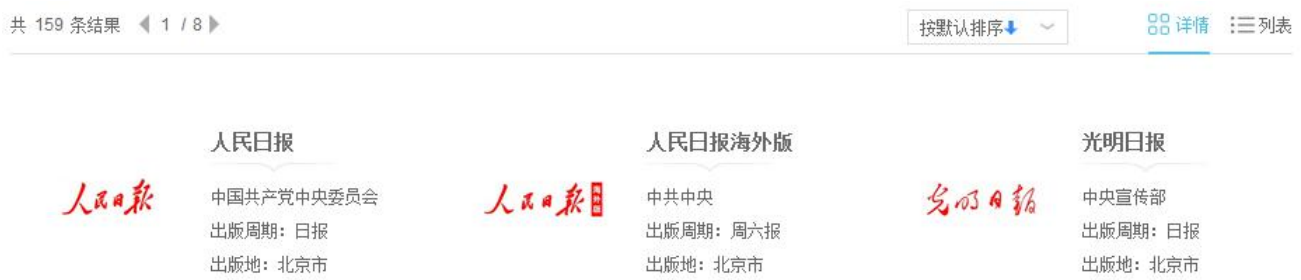 共 159 条结果 1 / 8
按默认排序 详情 列表
人民日报
人民日报
中国共产党中央委员会
出版周期：日报
出版地：北京市
人民日报海外版
人民日报 海外版
中共中央
出版周期：周六报
出版地：北京市
光明日报
光明日报
中央宣传部
出版周期：日报
出版地：北京市